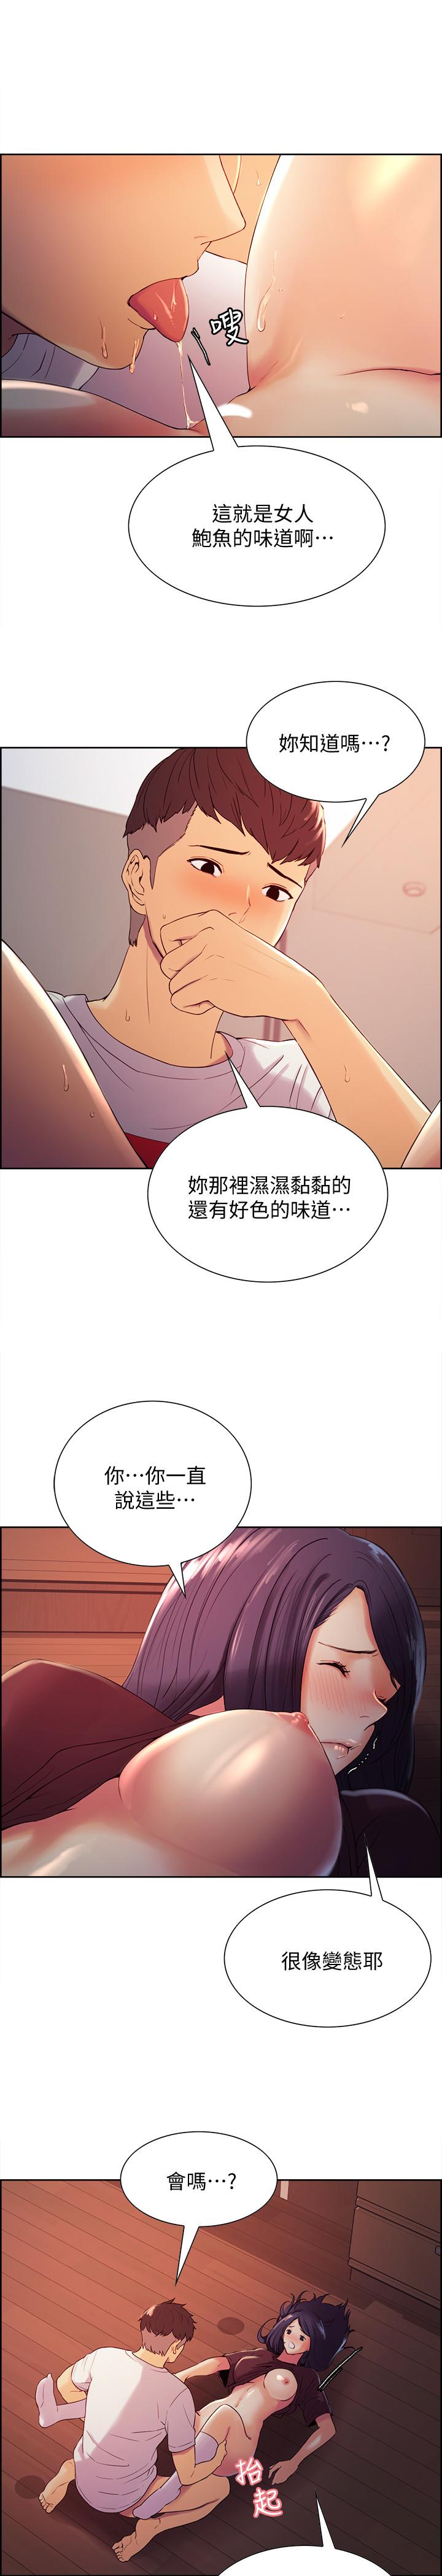 嗖
這就是女人
鮑魚的味道啊⋯
妳知道嗎⋯?
妳那裡濕濕黏黏的
還有好色的味道⋯
你⋯你一直
說這些⋯
很像變態耶
會嗎⋯?
抬
起